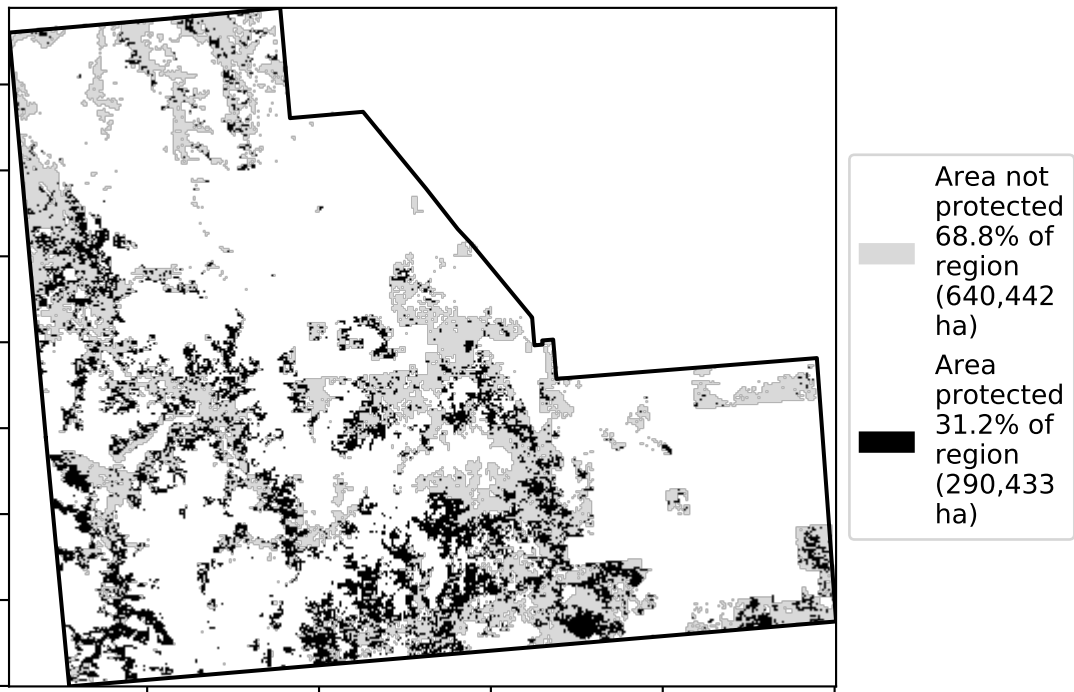 Area not
protected
68.8% of
region
(640,442
ha)
Area
protected
31.2% of
region
(290,433
ha)